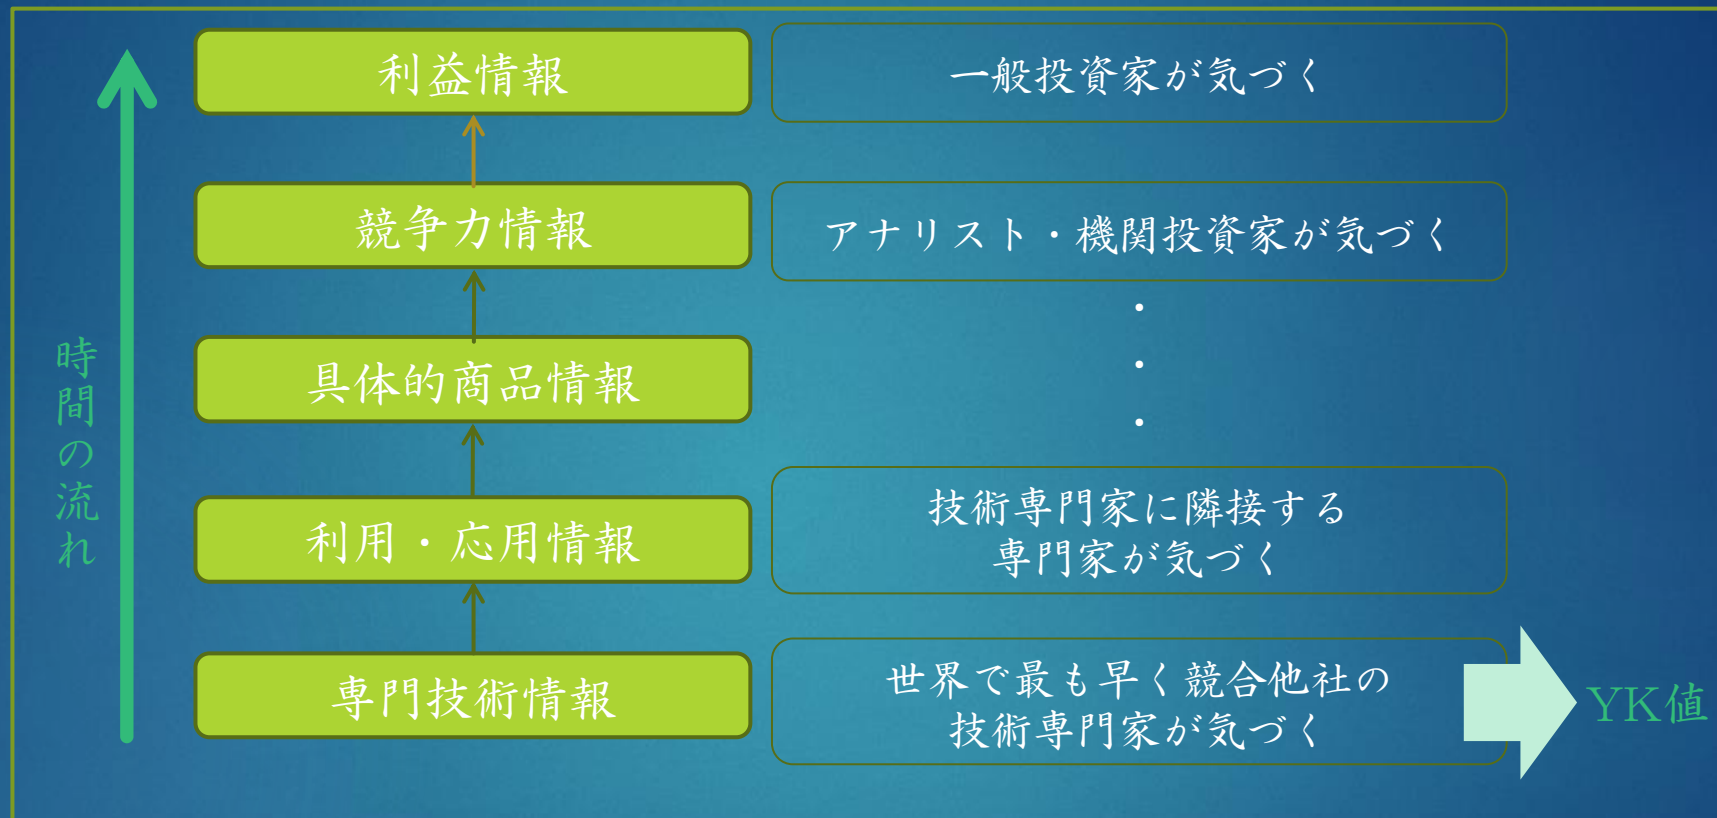 利益情報
一般投資家が気づく
競争力情報
アナリスト・機関投資家が気づく
・
・
・
具体的商品情報
利用・応用情報
技術専門家に隣接する
専門家が気づく
専門技術情報
世界で最も早く競合他社の
技術専門家が気づく
YK値
時間の流れ